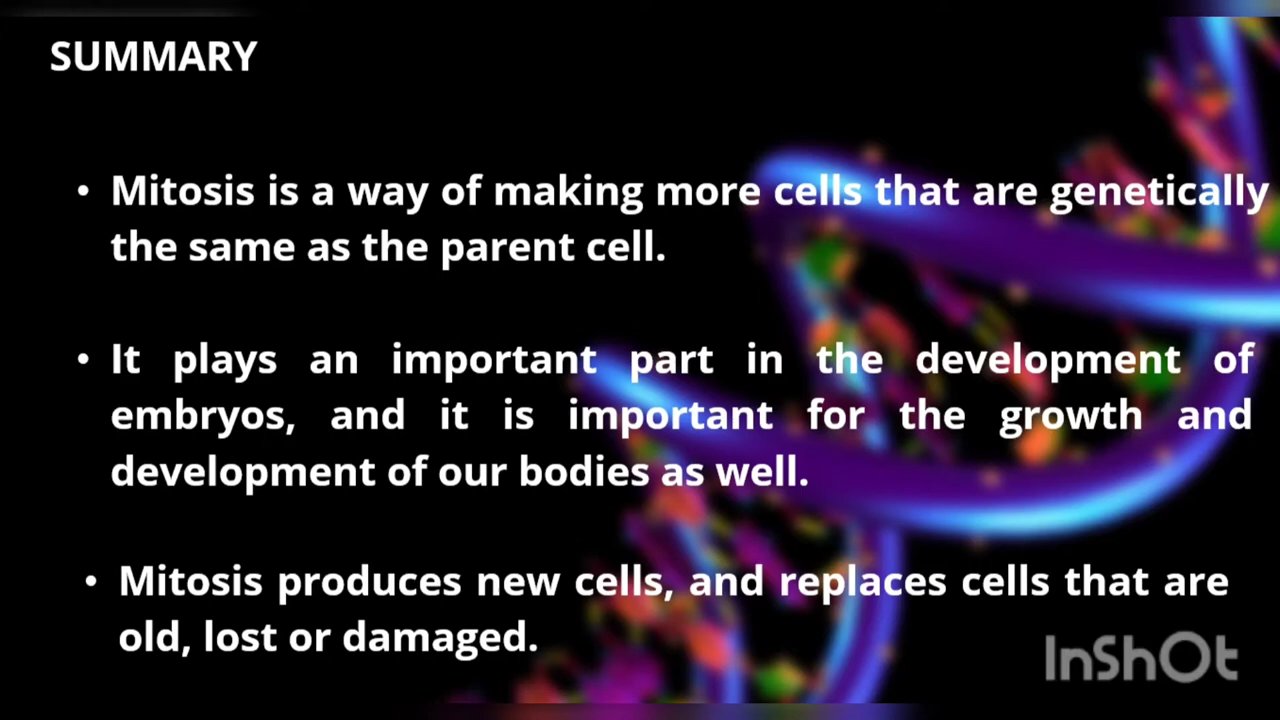 SUMMARY
• Mitosis is a way of making more cells that are genetically
the same as the parent cell.
• It plays an important part in the development of
embryos, and it is important for the growth and
development of our bodies as well.
• Mitosis produces new cells, and replaces cells that are
old, lost or damaged.
InShOt